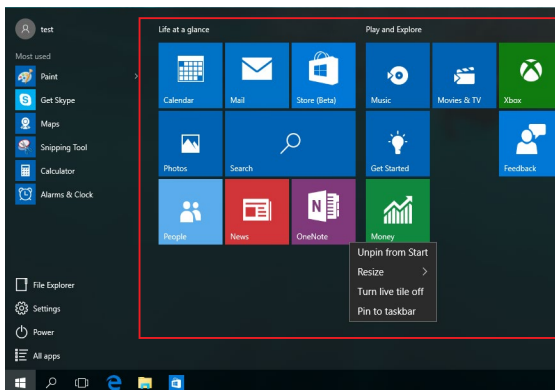 test
Most used
Paint
Get Skype
Maps
Snipping Tool
Calculator
Alarms & Clock
File Explorer
Settings
Power
All apps
Life at a glance
Calendar
Mail
Store (Beta)
Photos
Search
People
News
OneNote
Play and Explore
Music
Movies & TV
Xbox
Get Started
Feedback
Money
Unpin from Start
Resize
Turn live tile off
Pin to taskbar